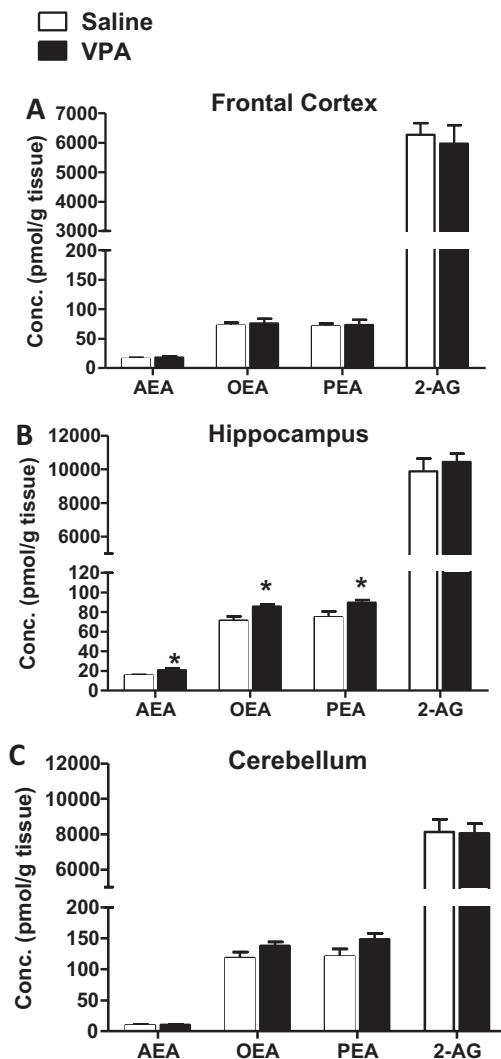 Saline
VPA
A
Frontal Cortex
Conc. (pmol/g tissue)
7000
6000
5000
4000
3000
200
150
100
50
0
AEA
OEA
PEA
2-AG
B
Hippocampus
Conc. (pmol/g tissue)
12000
10000
8000
6000
120
100
80
60
40
20
0
*
*
*
AEA
OEA
PEA
2-AG
C
Cerebellum
Conc. (pmol/g tissue)
12000
10000
8000
6000
200
150
100
50
0
AEA
OEA
PEA
2-AG